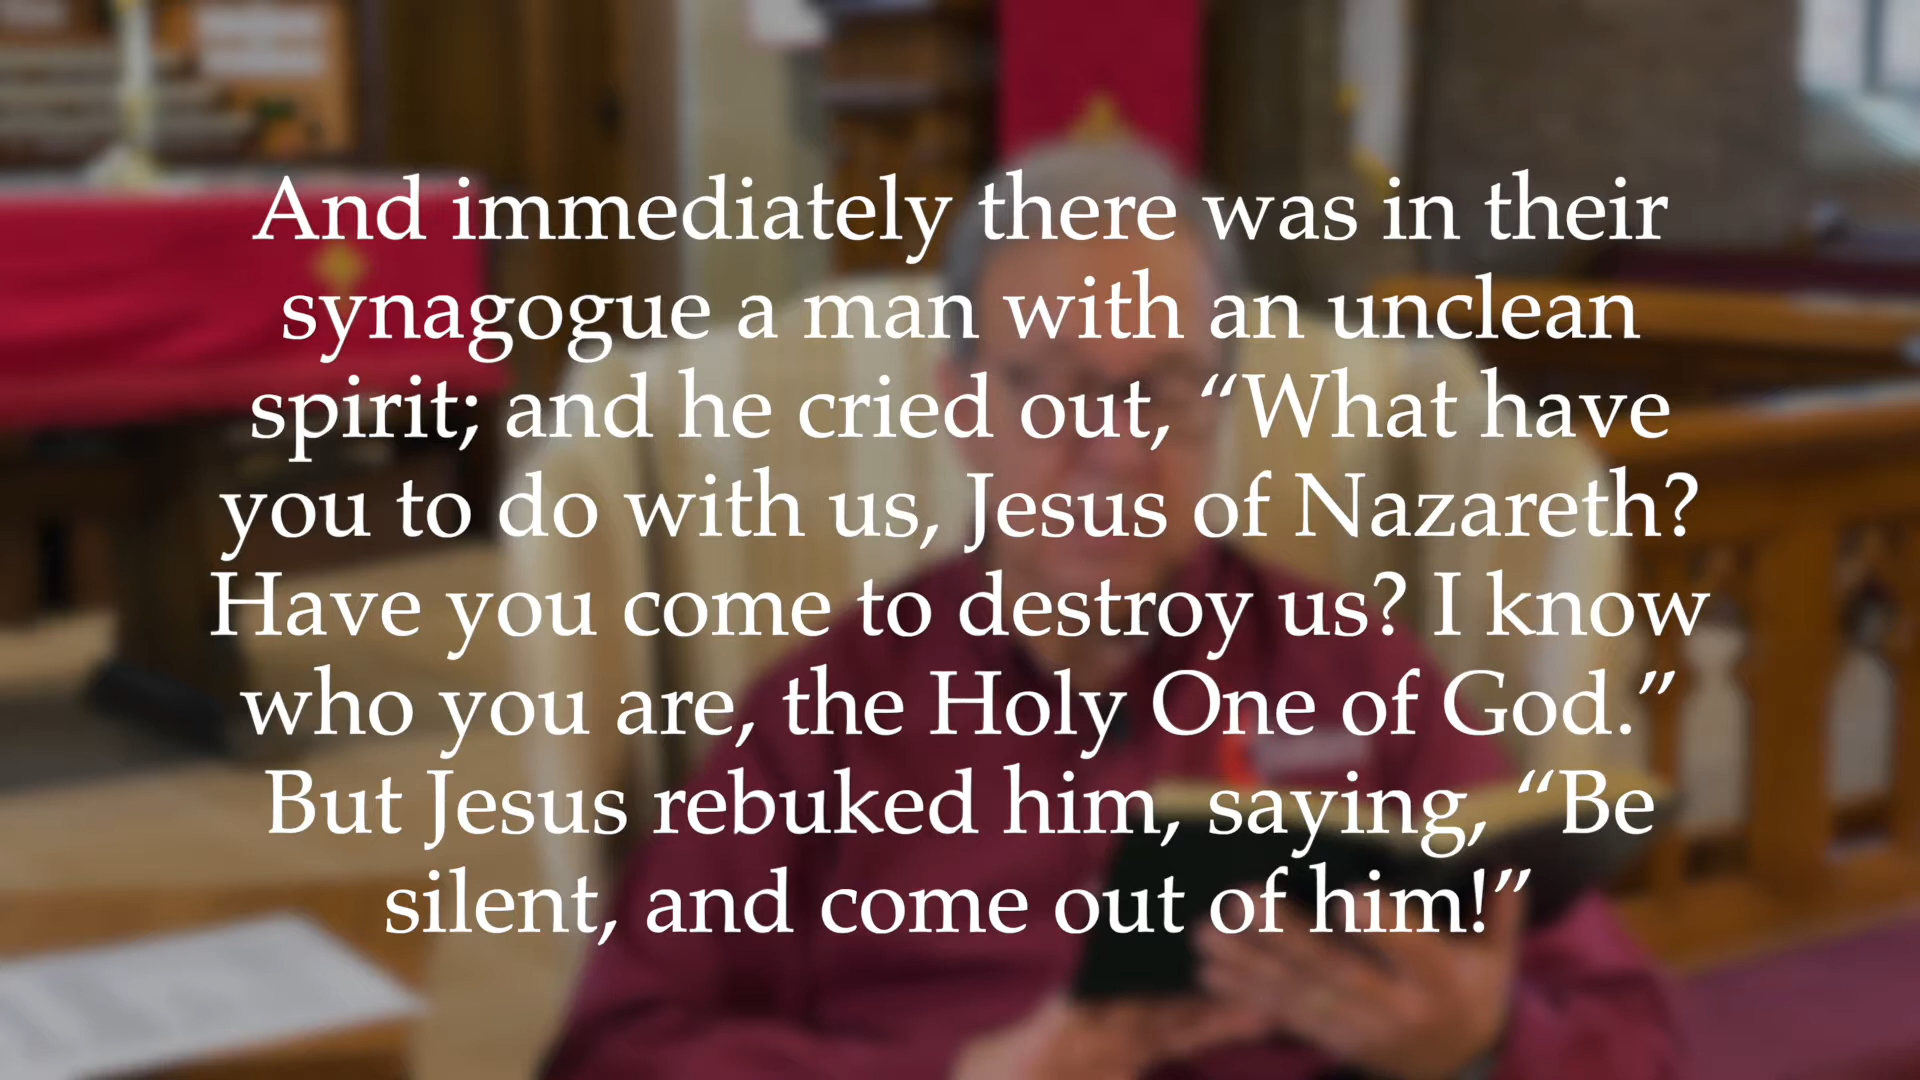 And immediately there was in their
synagogue a man with an unclean
spirit; and he cried out, “What have
you to do with us, Jesus of Nazareth?
Have you come to destroy us? I know
who you are, the Holy One of God.”
But Jesus rebuked him, saying, “Be
silent, and come out of him!”